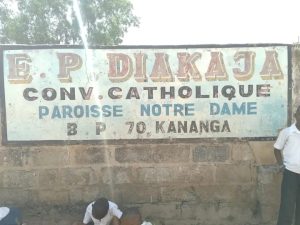 E.P DIAKAJA
CONV.CATHOLIQUE
PAROISSE NOTRE DAME
B.P 70 KANANGA